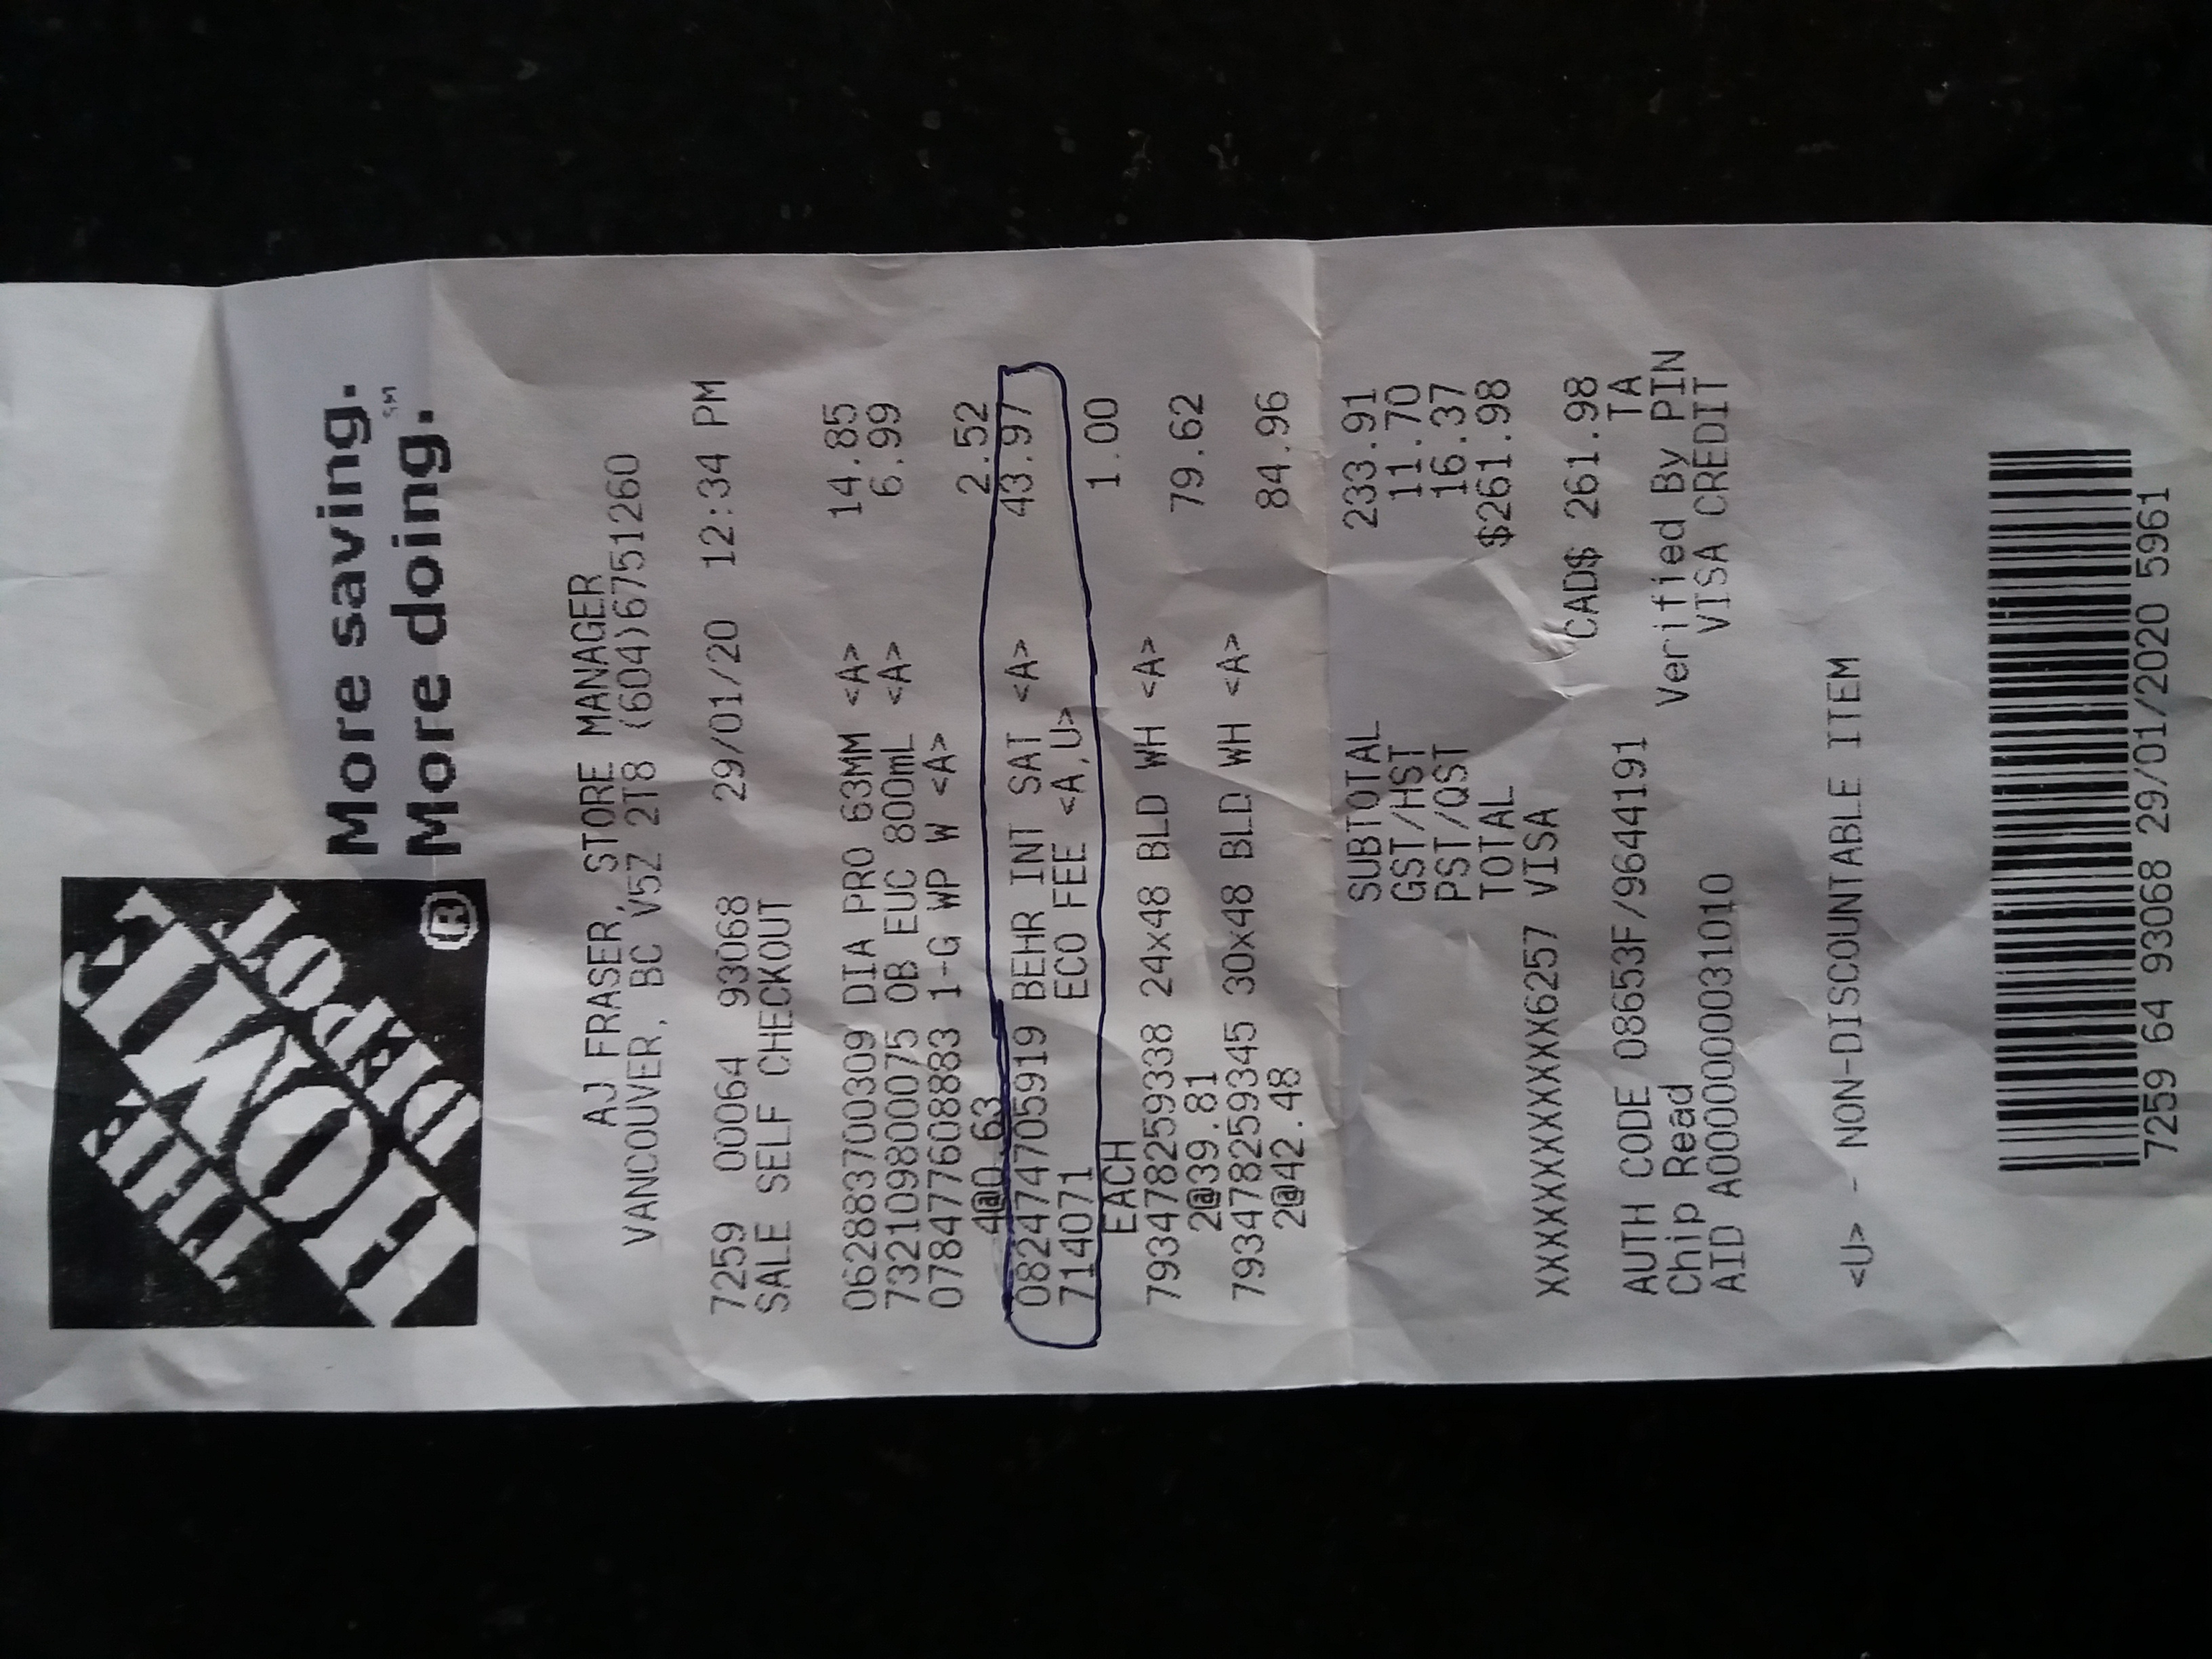 THE
HOME
DEPOT
®
More saving.
More doing.℠
AJ FRASER, STORE MANAGER
VANCOUVER, BC V5Z 2T8 (604)6751260
7259 00064 93068 29/01/20 12:34 PM
SALE SELF CHECKOUT
062883700309 DIA PRO 63MM <A> 14.85
732109800075 OB EUC 800mL <A> 6.99
078477608883 1-G WP W <A>
4@0.63 2.52
082474705919 BEHR INT SAT <A> 43.97
714071 ECO FEE <A,U>
EACH 1.00
793478259338 24x48 BLD WH <A>
2@39.81 79.62
793478259345 30x48 BLD WH <A>
2@42.48 84.96
SUBTOTAL 233.91
GST/HST 11.70
PST/QST 16.37
TOTAL $261.98
XXXXXXXXXXXX6257 VISA
CAD$ 261.98
AUTH CODE 08653F/9644191 TA
Chip Read Verified By PIN
AID A0000000031010 VISA CREDIT
<U> - NON-DISCOUNTABLE ITEM
7259 64 93068 29/01/2020 5961